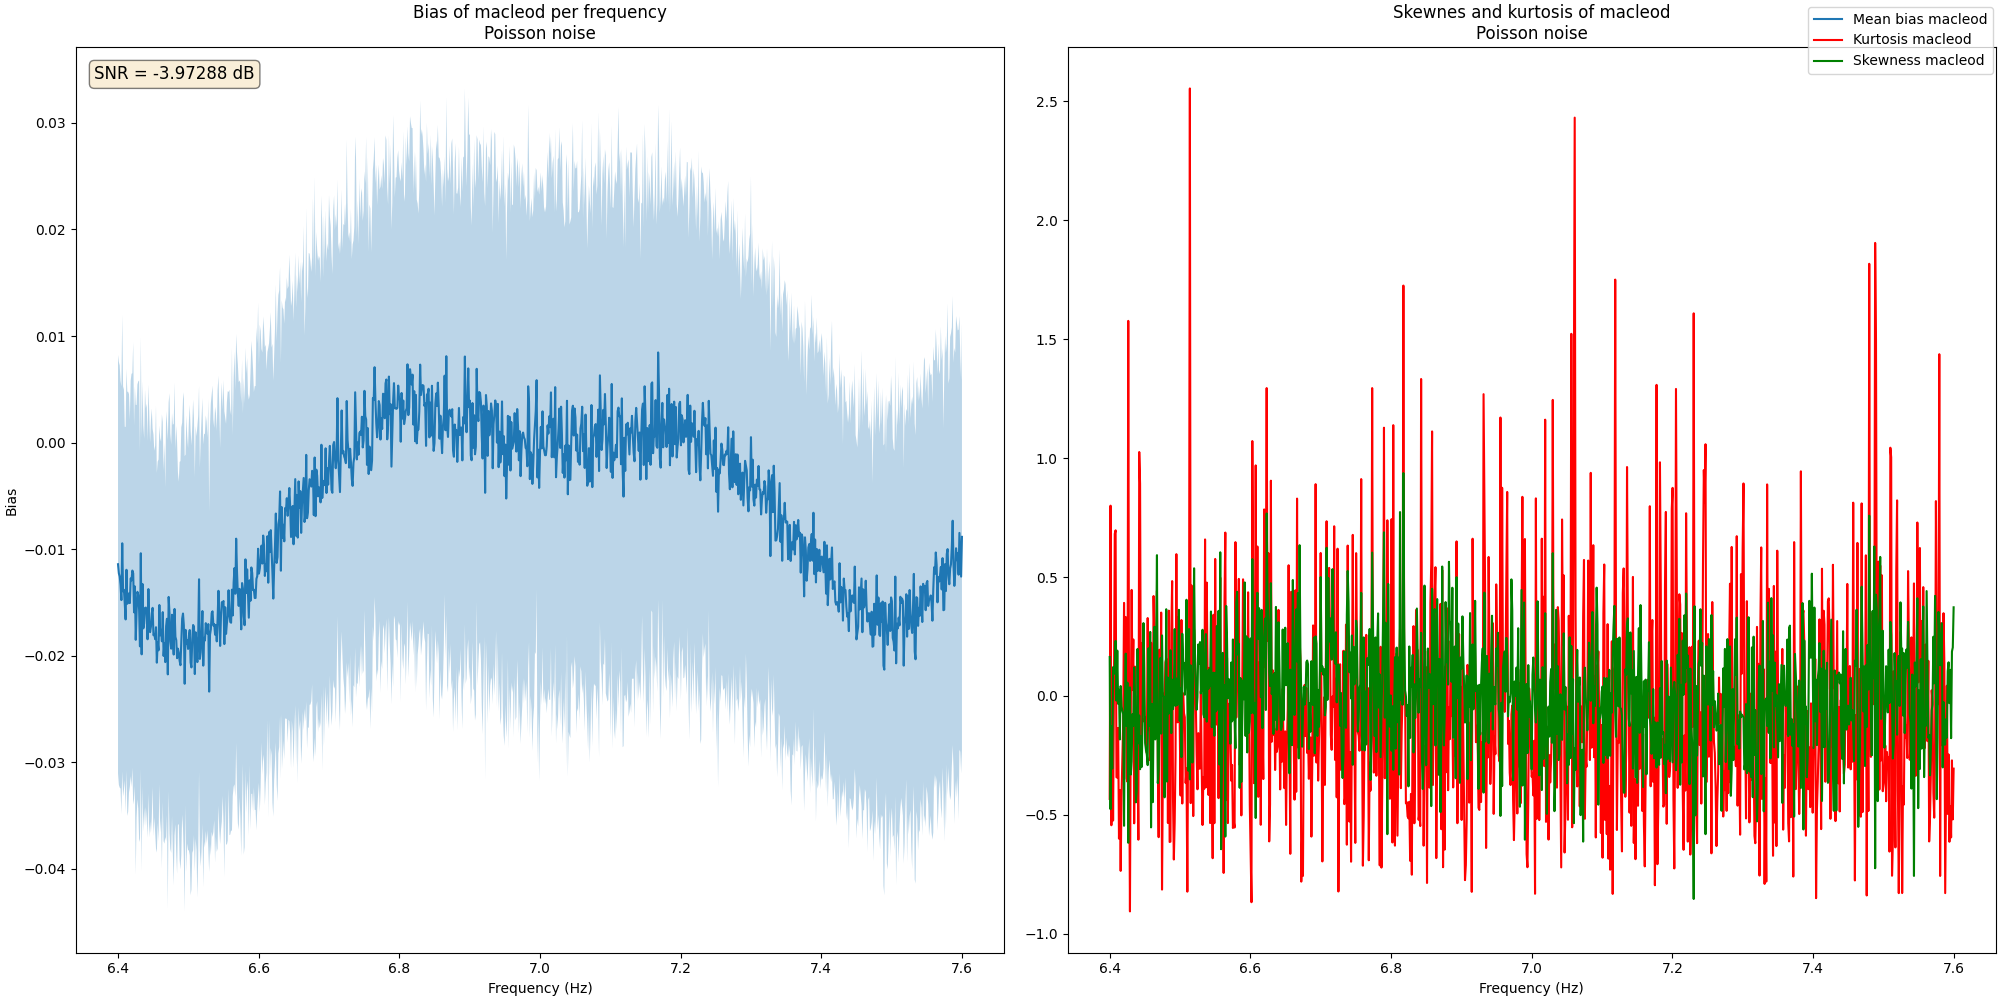 Bias of macleod per frequency
Poisson noise
SNR = -3.97288 dB
Bias
0.03
0.02
0.01
0.00
−0.01
−0.02
−0.03
−0.04
6.4
6.6
6.8
7.0
7.2
7.4
7.6
Frequency (Hz)
Skewnes and kurtosis of macleod
Poisson noise
Mean bias macleod
Kurtosis macleod
Skewness macleod
2.5
2.0
1.5
1.0
0.5
0.0
−0.5
−1.0
6.4
6.6
6.8
7.0
7.2
7.4
7.6
Frequency (Hz)